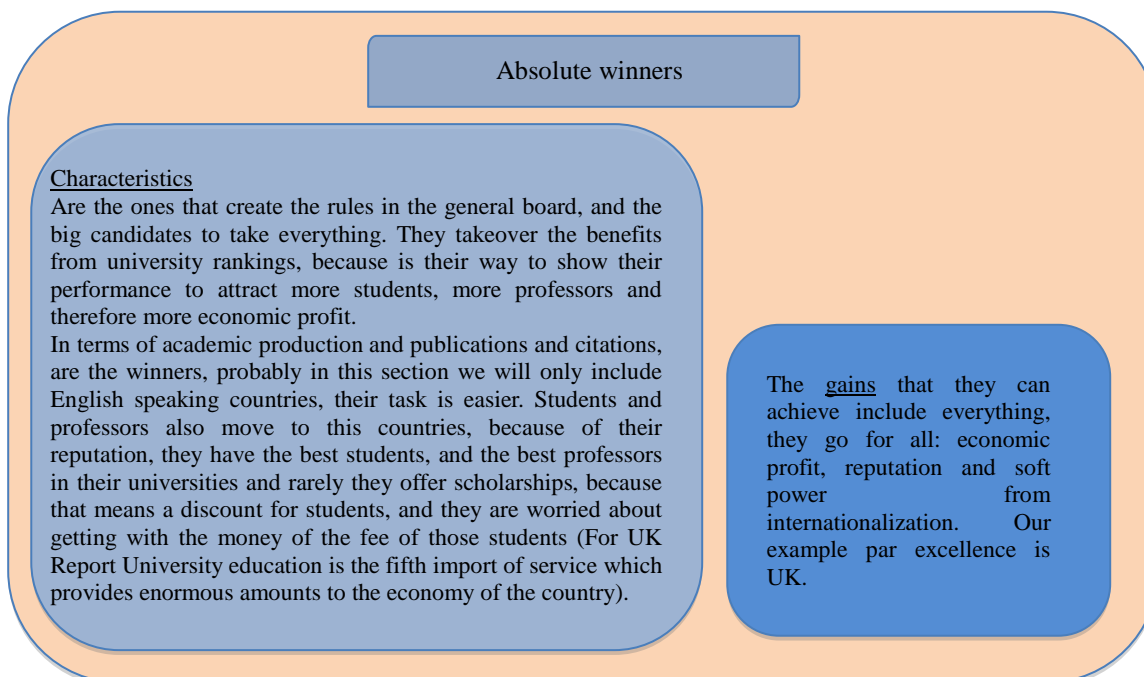 Absolute winners
Characteristics
Are the ones that create the rules in the general board, and the
big candidates to take everything. They takeover the benefits
from university rankings, because is their way to show their
performance to attract more students, more professors and
therefore more economic profit.
In terms of academic production and publications and citations,
are the winners, probably in this section we will only include
English speaking countries, their task is easier. Students and
professors also move to this countries, because of their
reputation, they have the best students, and the best professors
in their universities and rarely they offer scholarships, because
that means a discount for students, and they are worried about
getting with the money of the fee of those students (For UK
Report University education is the fifth import of service which
provides enormous amounts to the economy of the country).
The gains that they can
achieve include everything,
they go for all: economic
profit, reputation and soft
power from
internationalization. Our
example par excellence is
UK.